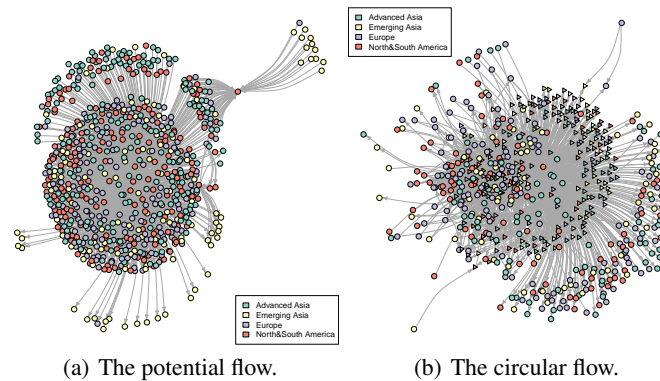 Advanced Asia
Emerging Asia
Europe
North&South America
Advanced Asia
Emerging Asia
Europe
North&South America
(a) The potential flow.
(b) The circular flow.